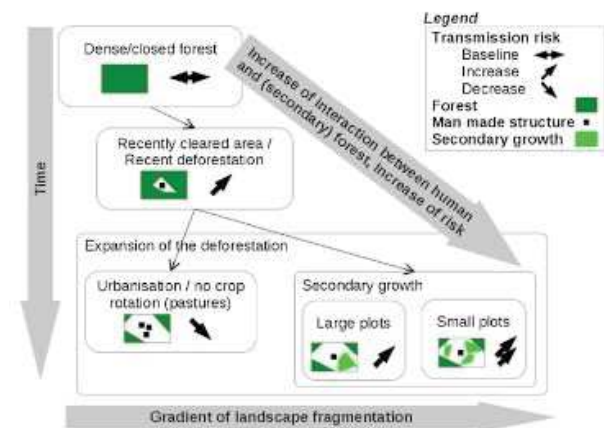 Legend
Transmission risk
Baseline
Increase
Decrease
Forest
Man made structure
Secondary growth
Time
Dense/closed forest
Increase of Interaction between human
and (secondary) forest, Increase of risk
Recently cleared area /
Recent deforestation
Expansion of the deforestation
Urbanisation / no crop
rotation (pastures)
Secondary growth
Large plots
Small plots
Gradient of landscape fragmentation